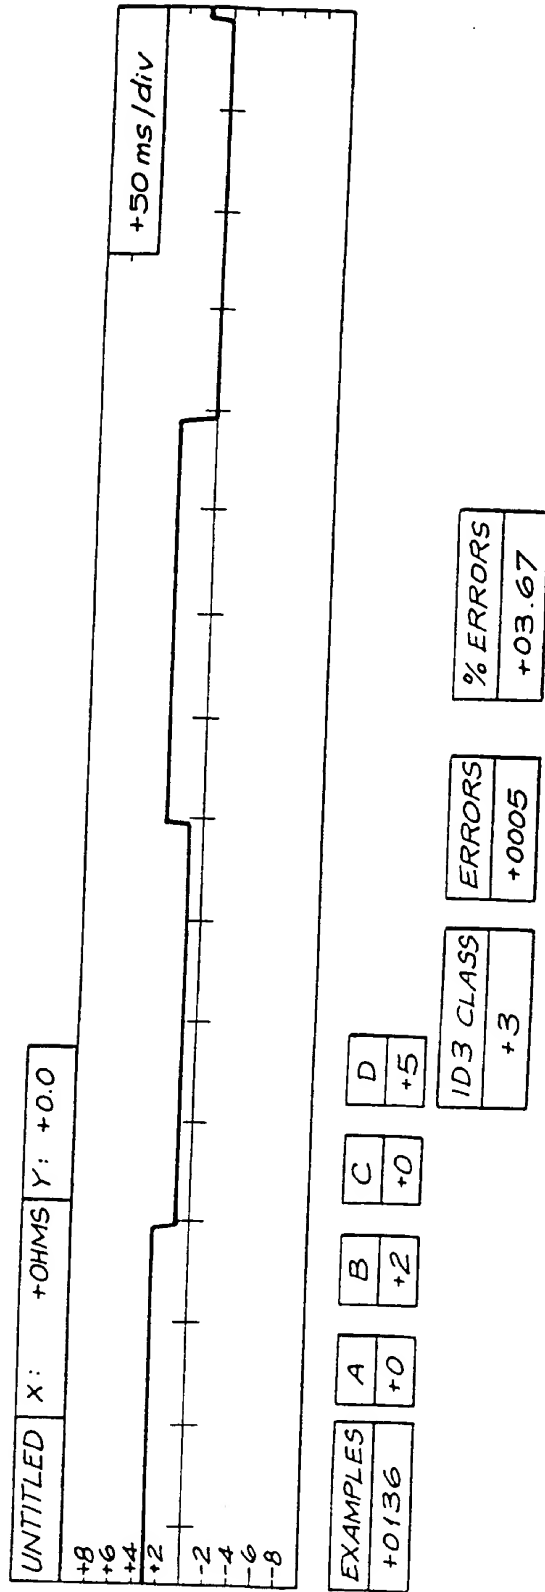 UNTITLED X: +0HMS Y: +0.0
+50 ms/div
+8
+6
+4
+2
-2
-4
-6
-8
EXAMPLES A B C D
+0136 +0 +2 +0 +5
ID3 CLASS ERRORS % ERRORS
+3 +0005 +03.67